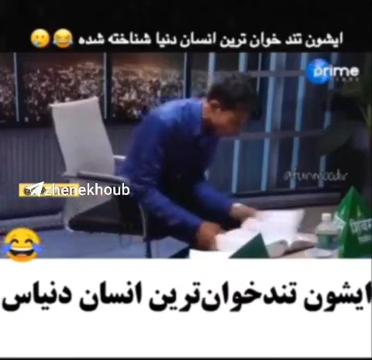 ایشون تند خوان ترین انسان دنیا شناخته شده 😂🥲
prime
@zhenekhoub
ایشون تندخوان‌ترین انسان دنیاس